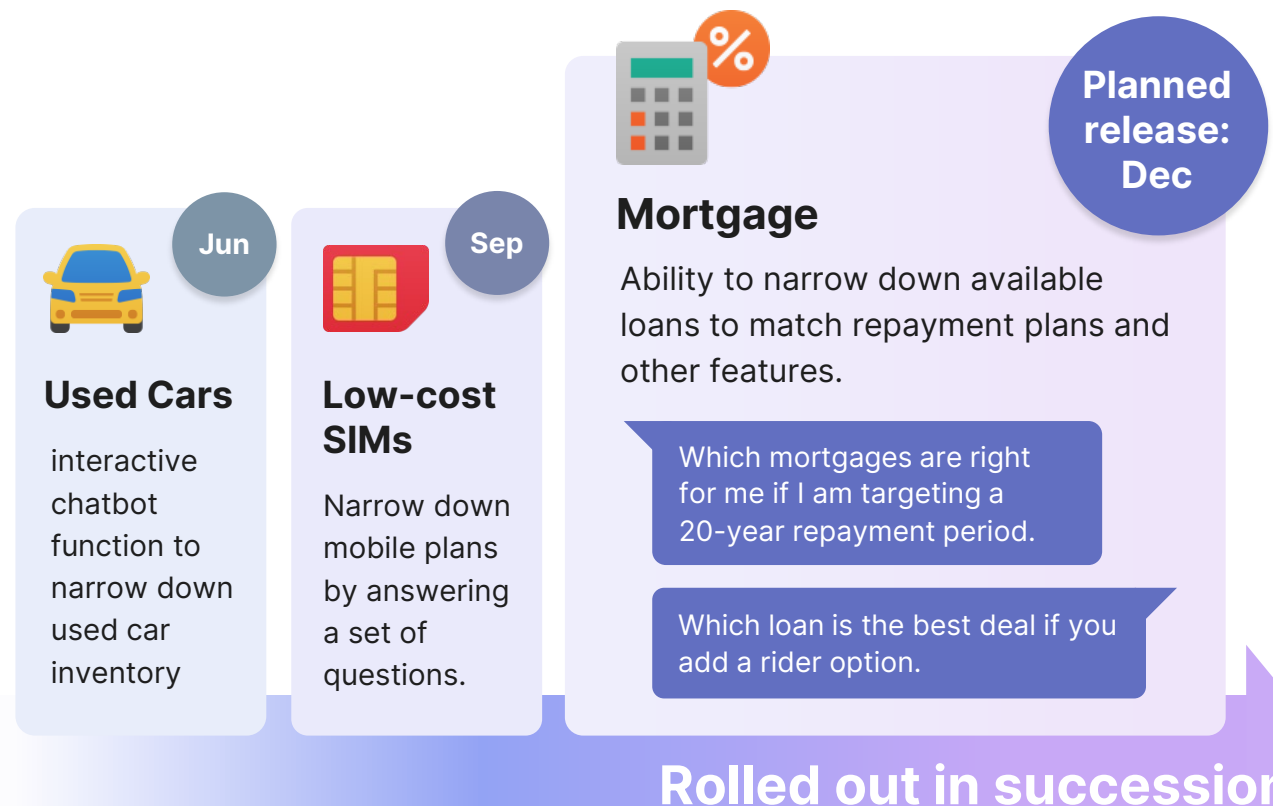 Jun
Used Cars
interactive
chatbot
function to
narrow down
used car
inventory
Sep
Low-cost
SIMs
Narrow down
mobile plans
by answering
a set of
questions.
%
Planned
release:
Dec
Mortgage
Ability to narrow down available
loans to match repayment plans and
other features.
Which mortgages are right
for me if I am targeting a
20-year repayment period.
Which loan is the best deal if you
add a rider option.
Rolled out in succession